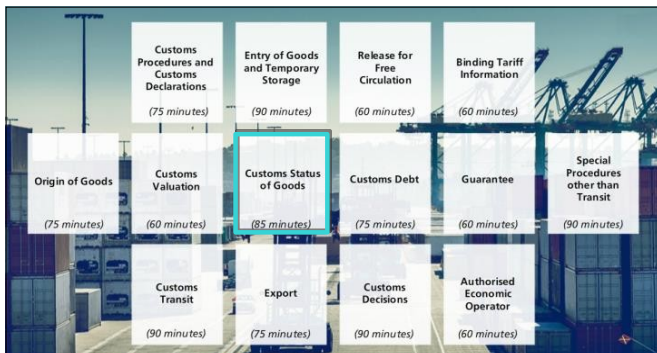 Customs
Procedures and
Customs
Declarations
(75 minutes)
Entry of Goods
and Temporary
Storage
(90 minutes)
Release for
Free
Circulation
(60 minutes)
Binding Tariff
Information
(60 minutes)
Origin of Goods
(75 minutes)
Customs
Valuation
(60 minutes)
Customs Status
of Goods
(85 minutes)
Customs Debt
(75 minutes)
Guarantee
(60 minutes)
Special
Procedures
other than
Transit
(90 minutes)
Customs
Transit
(90 minutes)
Export
(75 minutes)
Customs
Decisions
(90 minutes)
Authorised
Economic
Operator
(60 minutes)